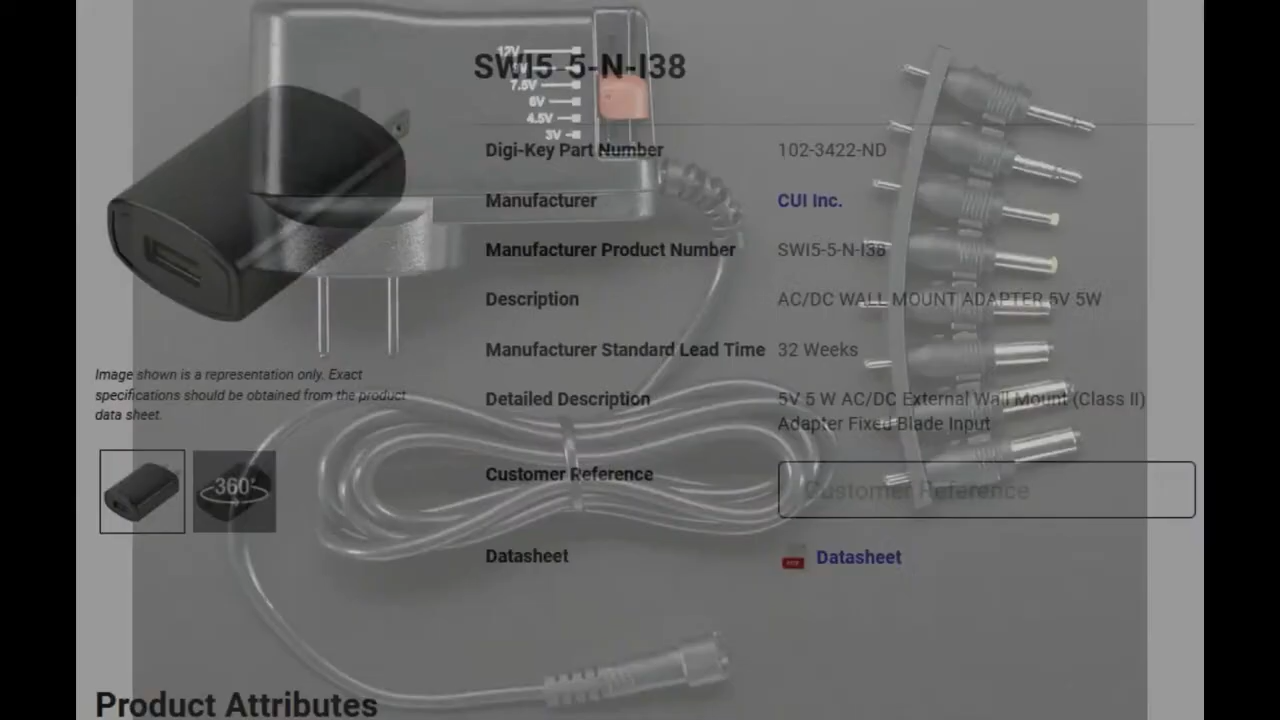 12V
9V
7.5V
6V
4.5V
3V
SWI5-5-N-I38
Digi-Key Part Number 102-3422-ND
Manufacturer CUI Inc.
Manufacturer Product Number SWI5-5-N-I38
Description AC/DC WALL MOUNT ADAPTER 5V 5W
Manufacturer Standard Lead Time 32 Weeks
Image shown is a representation only. Exact
specifications should be obtained from the product
data sheet.
Detailed Description 5V 5 W AC/DC External Wall Mount (Class II)
Adapter Fixed Blade Input
360°
Customer Reference Customer Reference
Datasheet Datasheet
Product Attributes